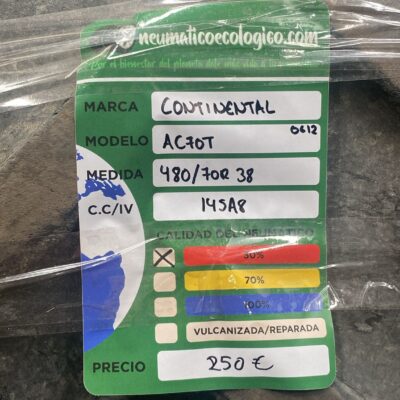 neumaticoecologico.com
MARCA CONTINENTAL
0612
MODELO AC70T
MEDIDA 480/70R 38
C.C/IV 145A8
CALIDAD DEL NEUMÁTICO
X 50%
70%
100%
VULCANIZADA/REPARADA
PRECIO 250 €